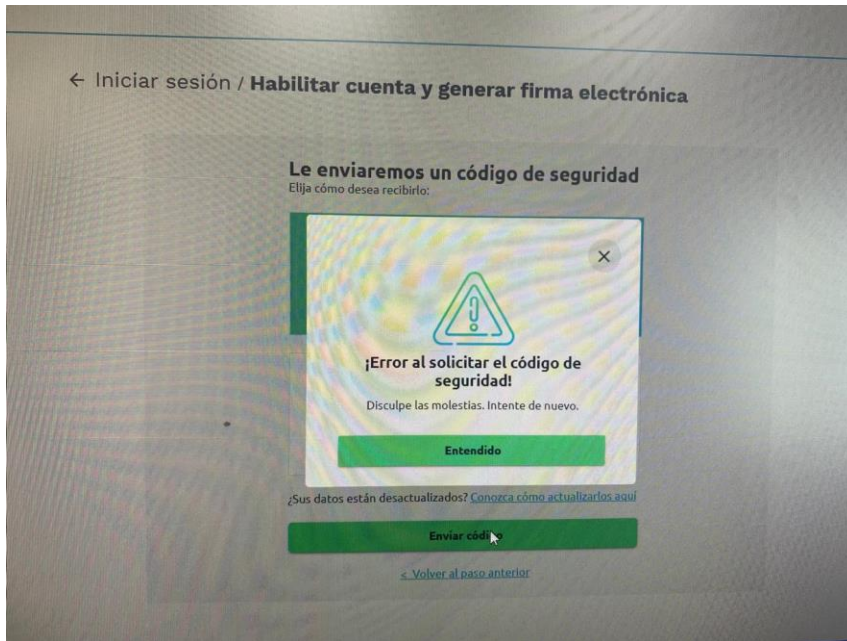 ← Iniciar sesión / Habilitar cuenta y generar firma electrónica
Le enviaremos un código de seguridad
Elija cómo desea recibirlo:
¡Error al solicitar el código de
seguridad!
Disculpe las molestias. Intente de nuevo.
Entendido
¿Sus datos están desactualizados? Conozca cómo actualizarlos aquí
Enviar código
< Volver al paso anterior